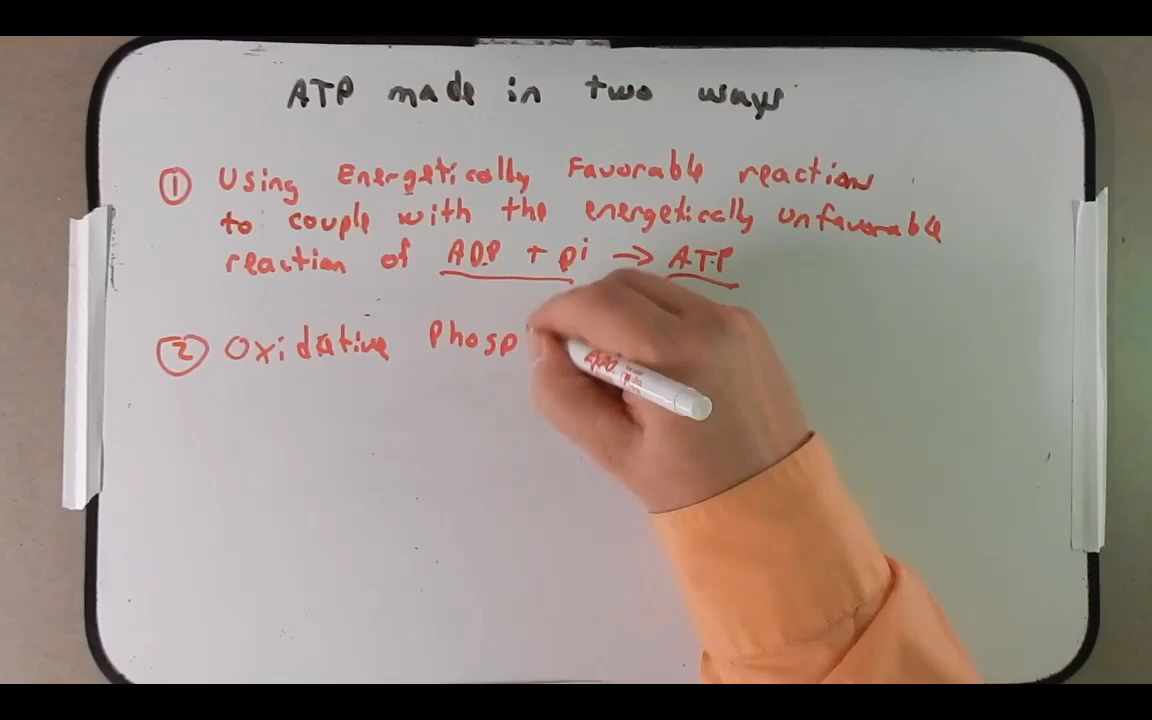 ATP made in two ways
① Using Energetically Favorable reaction
to couple with the energetically unfavorable
reaction of ADP + pi → ATP
② Oxidative Phosp
EXPO